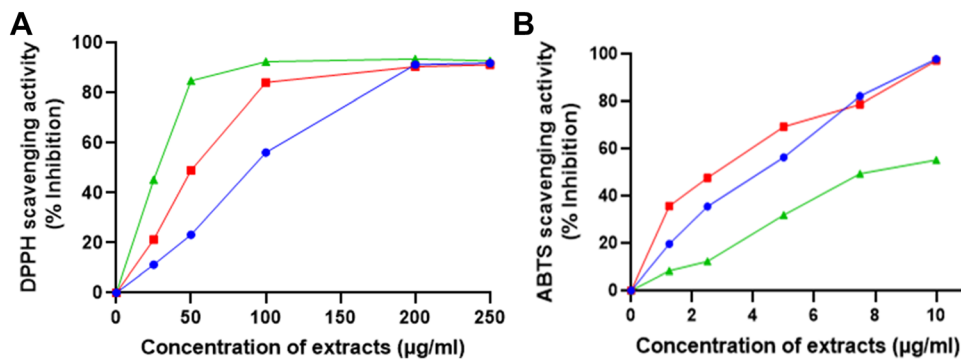 A
DPPH scavenging activity
(% Inhibition)
100
80
60
40
20
0
0 50 100 150 200 250
Concentration of extracts (µg/ml)
B
ABTS scavenging activity
(% Inhibition)
100
80
60
40
20
0
0 2 4 6 8 10
Concentration of extracts (µg/ml)